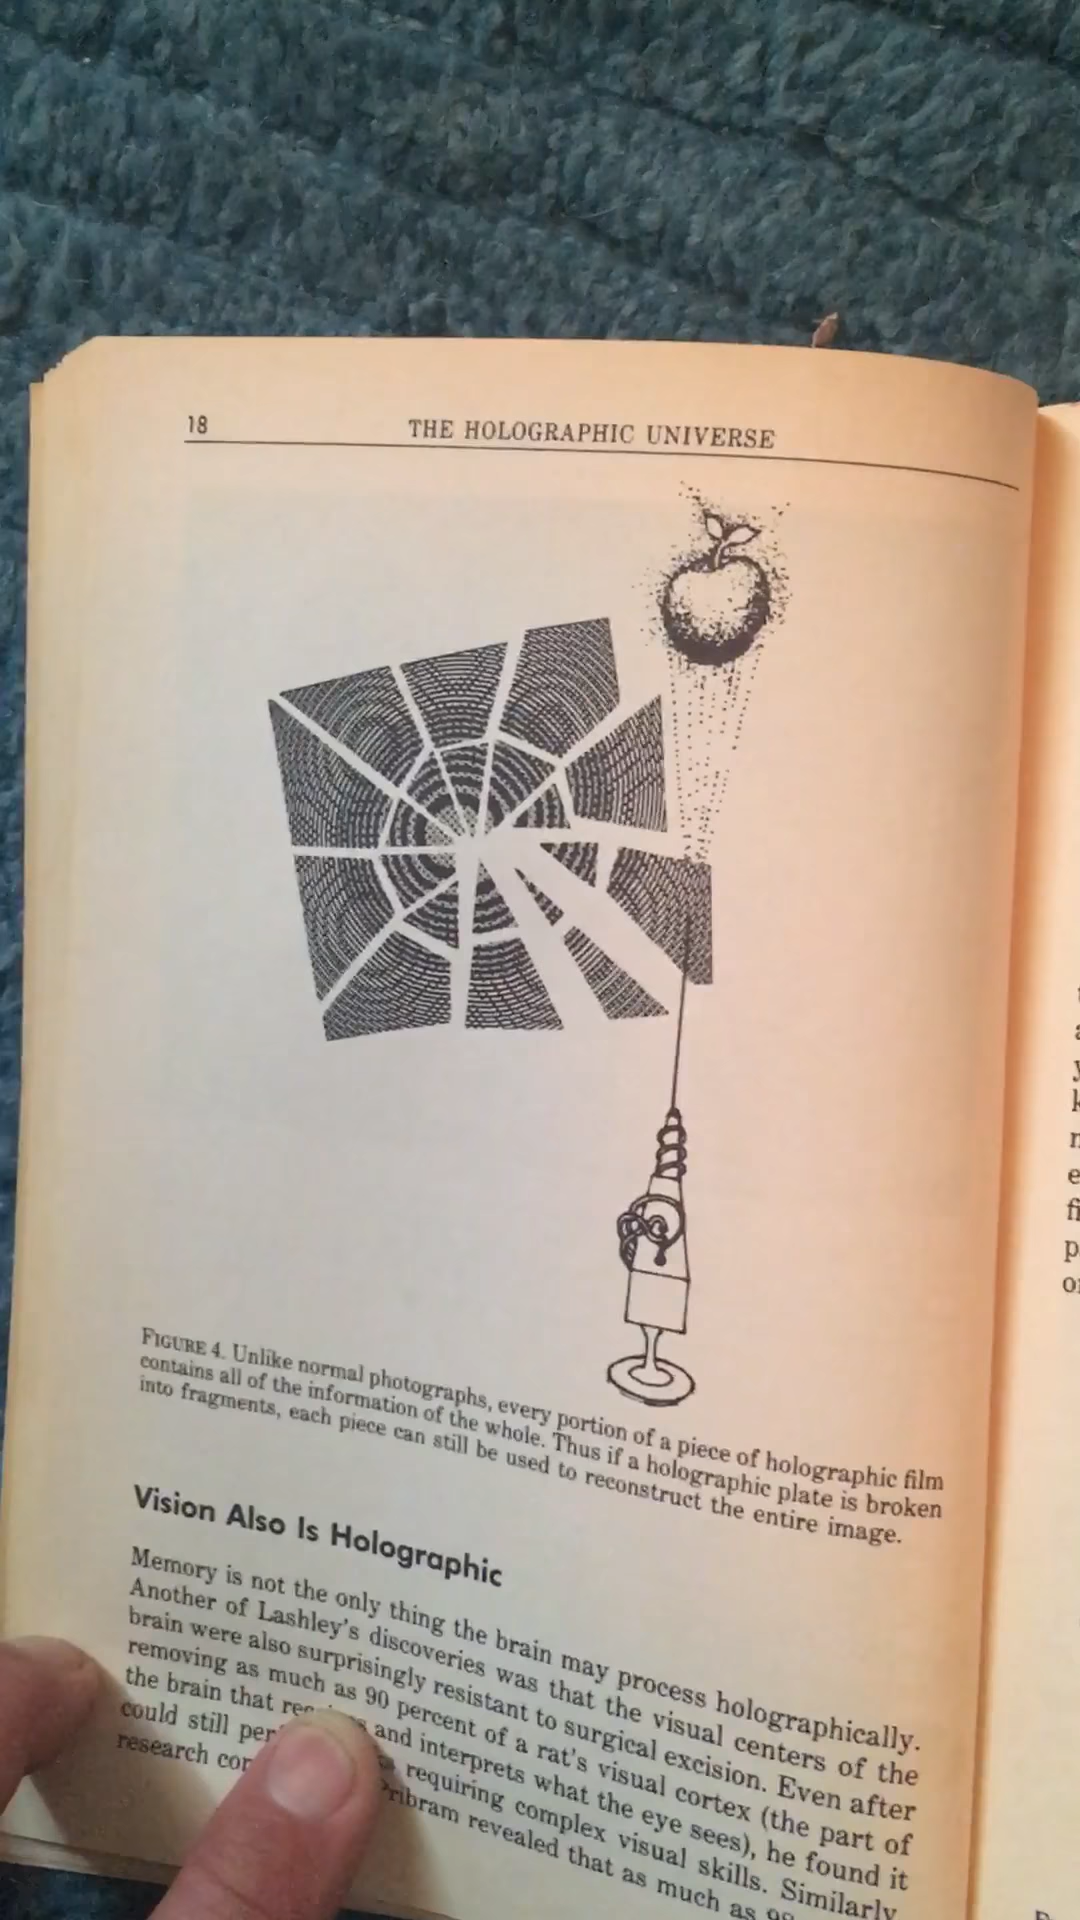 18
THE HOLOGRAPHIC UNIVERSE
FIGURE 4. Unlike normal photographs, every portion of a piece of holographic film
contains all of the information of the whole. Thus if a holographic plate is broken
into fragments, each piece can still be used to reconstruct the entire image.
Vision Also Is Holographic
Memory is not the only thing the brain may process holographically.
Another of Lashley's discoveries was that the visual centers of the
brain were also surprisingly resistant to surgical excision. Even after
removing as much as 90 percent of a rat's visual cortex (the part of
the brain that and interprets what the eye sees), he found it
could still requiring complex visual skills. Similarly
research Pribram revealed that as much as